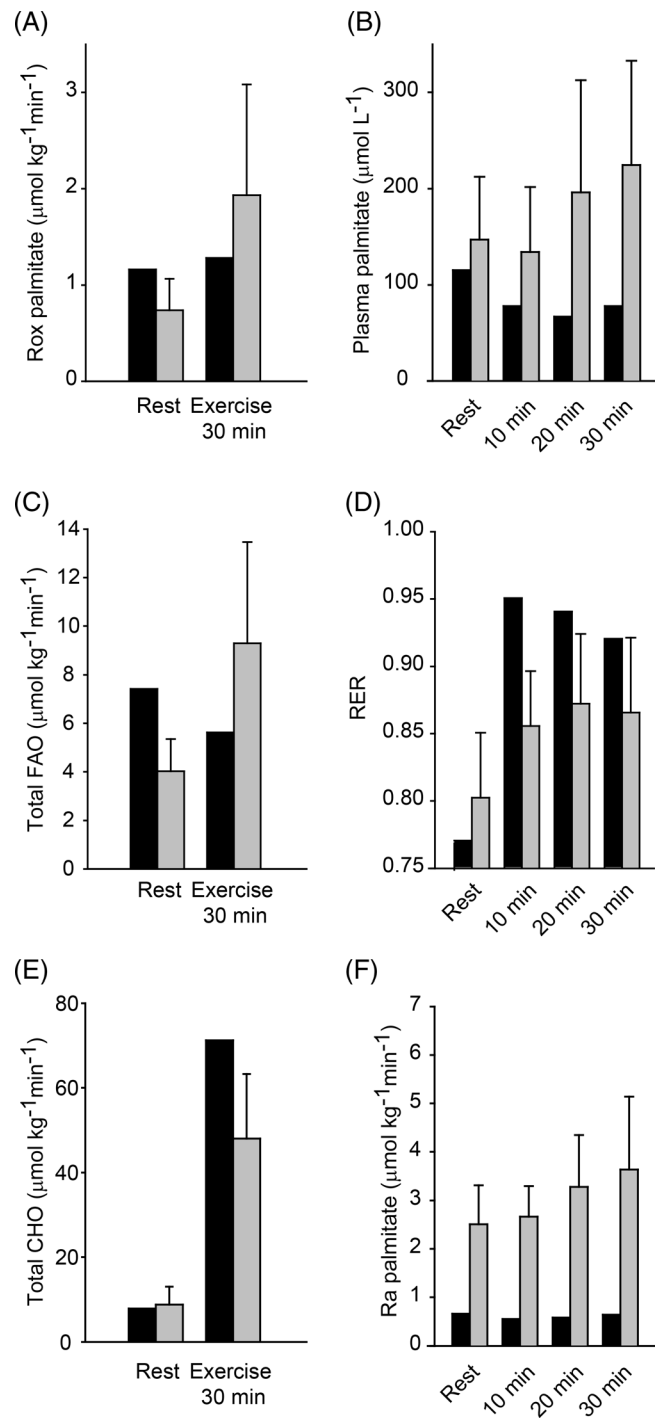 (A)
Rox palmitate (µmol kg⁻¹min⁻¹)
3
2
1
0
Rest Exercise
30 min
(B)
Plasma palmitate (µmol L⁻¹)
300
200
100
0
Rest
10 min
20 min
30 min
(C)
Total FAO (µmol kg⁻¹min⁻¹)
14
12
10
8
6
4
2
0
Rest Exercise
30 min
(D)
RER
1.00
0.95
0.90
0.85
0.80
0.75
Rest
10 min
20 min
30 min
(E)
Total CHO (µmol kg⁻¹min⁻¹)
80
60
40
20
0
Rest Exercise
30 min
(F)
Ra palmitate (µmol kg⁻¹min⁻¹)
7
6
5
4
3
2
1
0
Rest
10 min
20 min
30 min